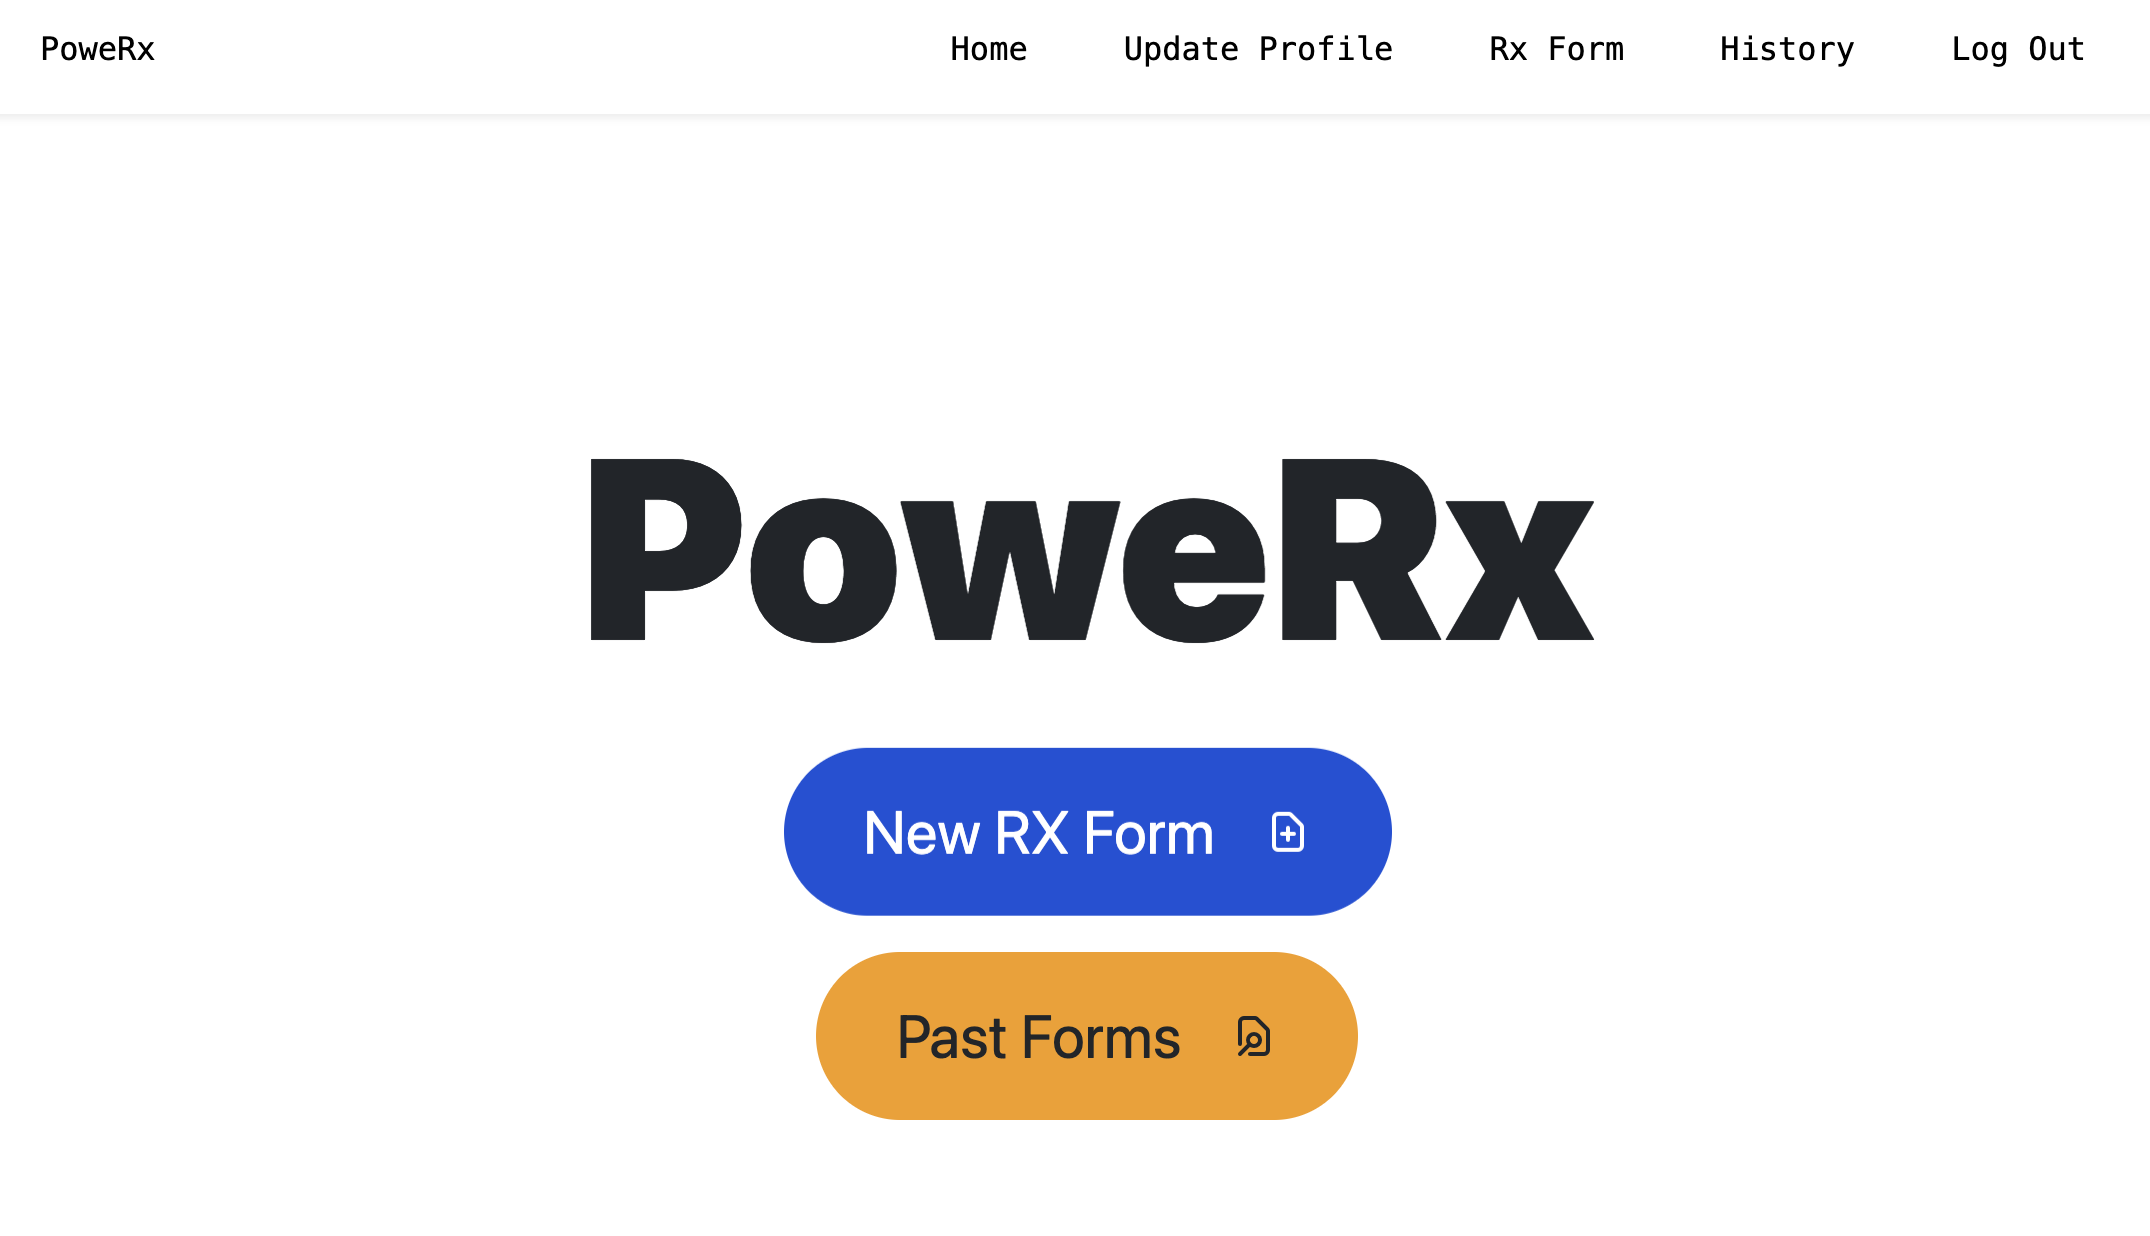 PoweRx Home Update Profile Rx Form History Log Out
PoweRx
New RX Form
Past Forms